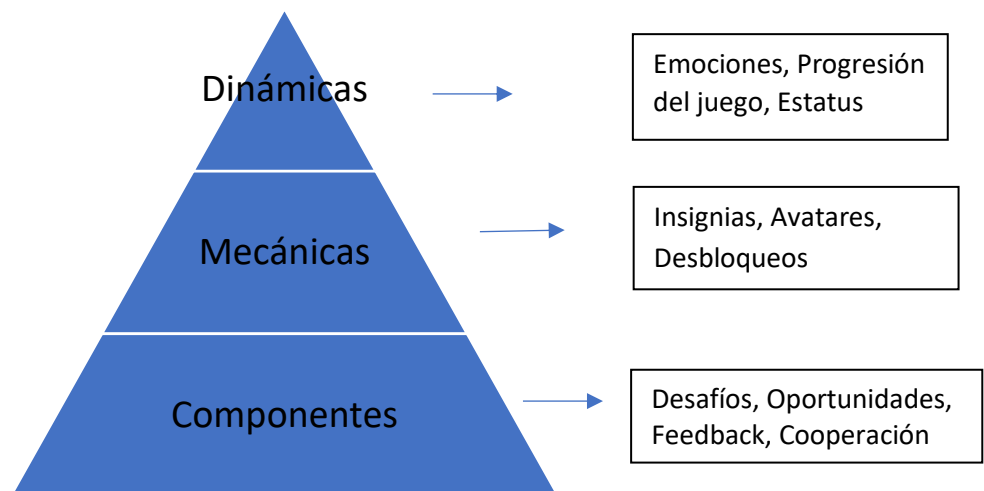 Dinámicas
Emociones, Progresión
del juego, Estatus
Mecánicas
Insignias, Avatares,
Desbloqueos
Componentes
Desafíos, Oportunidades,
Feedback, Cooperación